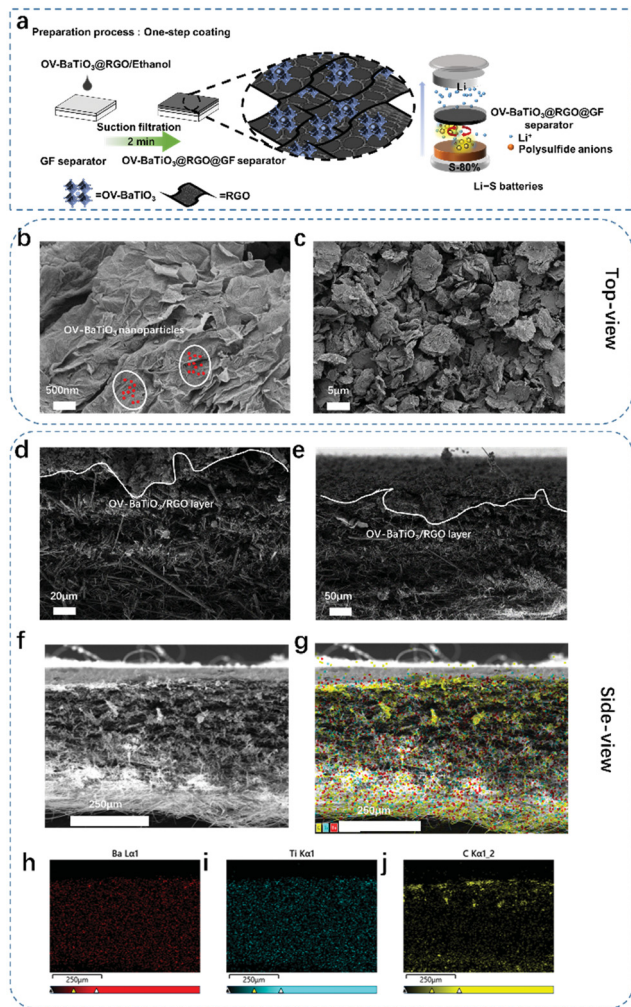 a
Preparation process : One-step coating
OV-BaTiO₃@RGO/Ethanol
Suction filtration
2 min
GF separator
OV-BaTiO₃@RGO@GF separator
=OV-BaTiO₃
=RGO
Li
OV-BaTiO₃@RGO@GF
separator
Li⁺
Polysulfide anions
S-80%
Li–S batteries
b
OV-BaTiO₃ nanoparticles
500nm
c
5μm
Top-view
d
OV-BaTiO₃/RGO layer
20μm
e
OV-BaTiO₃/RGO layer
50μm
f
250μm
g
250μm
Side-view
h
Ba Lα1
250μm
i
Ti Kα1
250μm
j
C Kα1_2
250μm